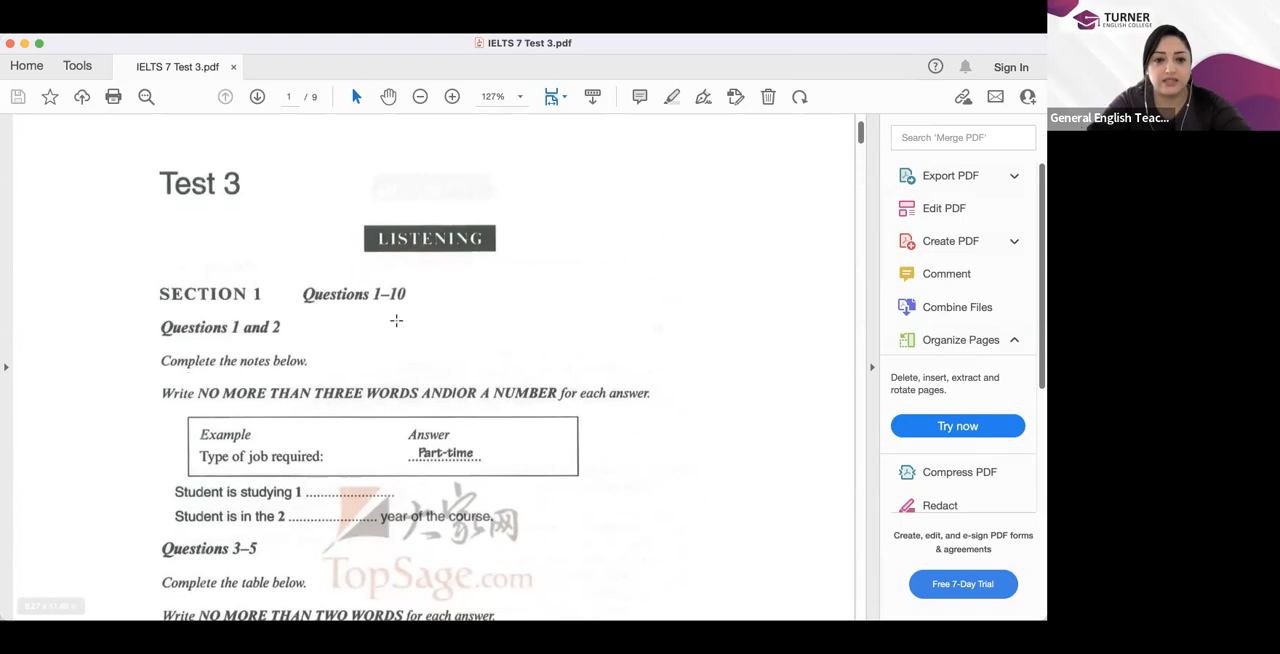 IELTS 7 Test 3.pdf
TURNER
ENGLISH COLLEGE
General English Teac...
Home Tools IELTS 7 Test 3.pdf × Sign In
1 / 9 127%
Search 'Merge PDF'
Export PDF
Edit PDF
Create PDF
Comment
Combine Files
Organize Pages
Delete, insert, extract and
rotate pages.
Try now
Compress PDF
Redact
Create, edit, and e-sign PDF forms
& agreements
Free 7-Day Trial
Test 3
LISTENING
SECTION 1 Questions 1–10
Questions 1 and 2
Complete the notes below.
Write NO MORE THAN THREE WORDS AND/OR A NUMBER for each answer.
Example Answer
Type of job required: Part-time
Student is studying 1 ........................
Student is in the 2 ........................ year of the course.
大家网
TopSage.com
Questions 3–5
Complete the table below.
Write NO MORE THAN TWO WORDS for each answer.